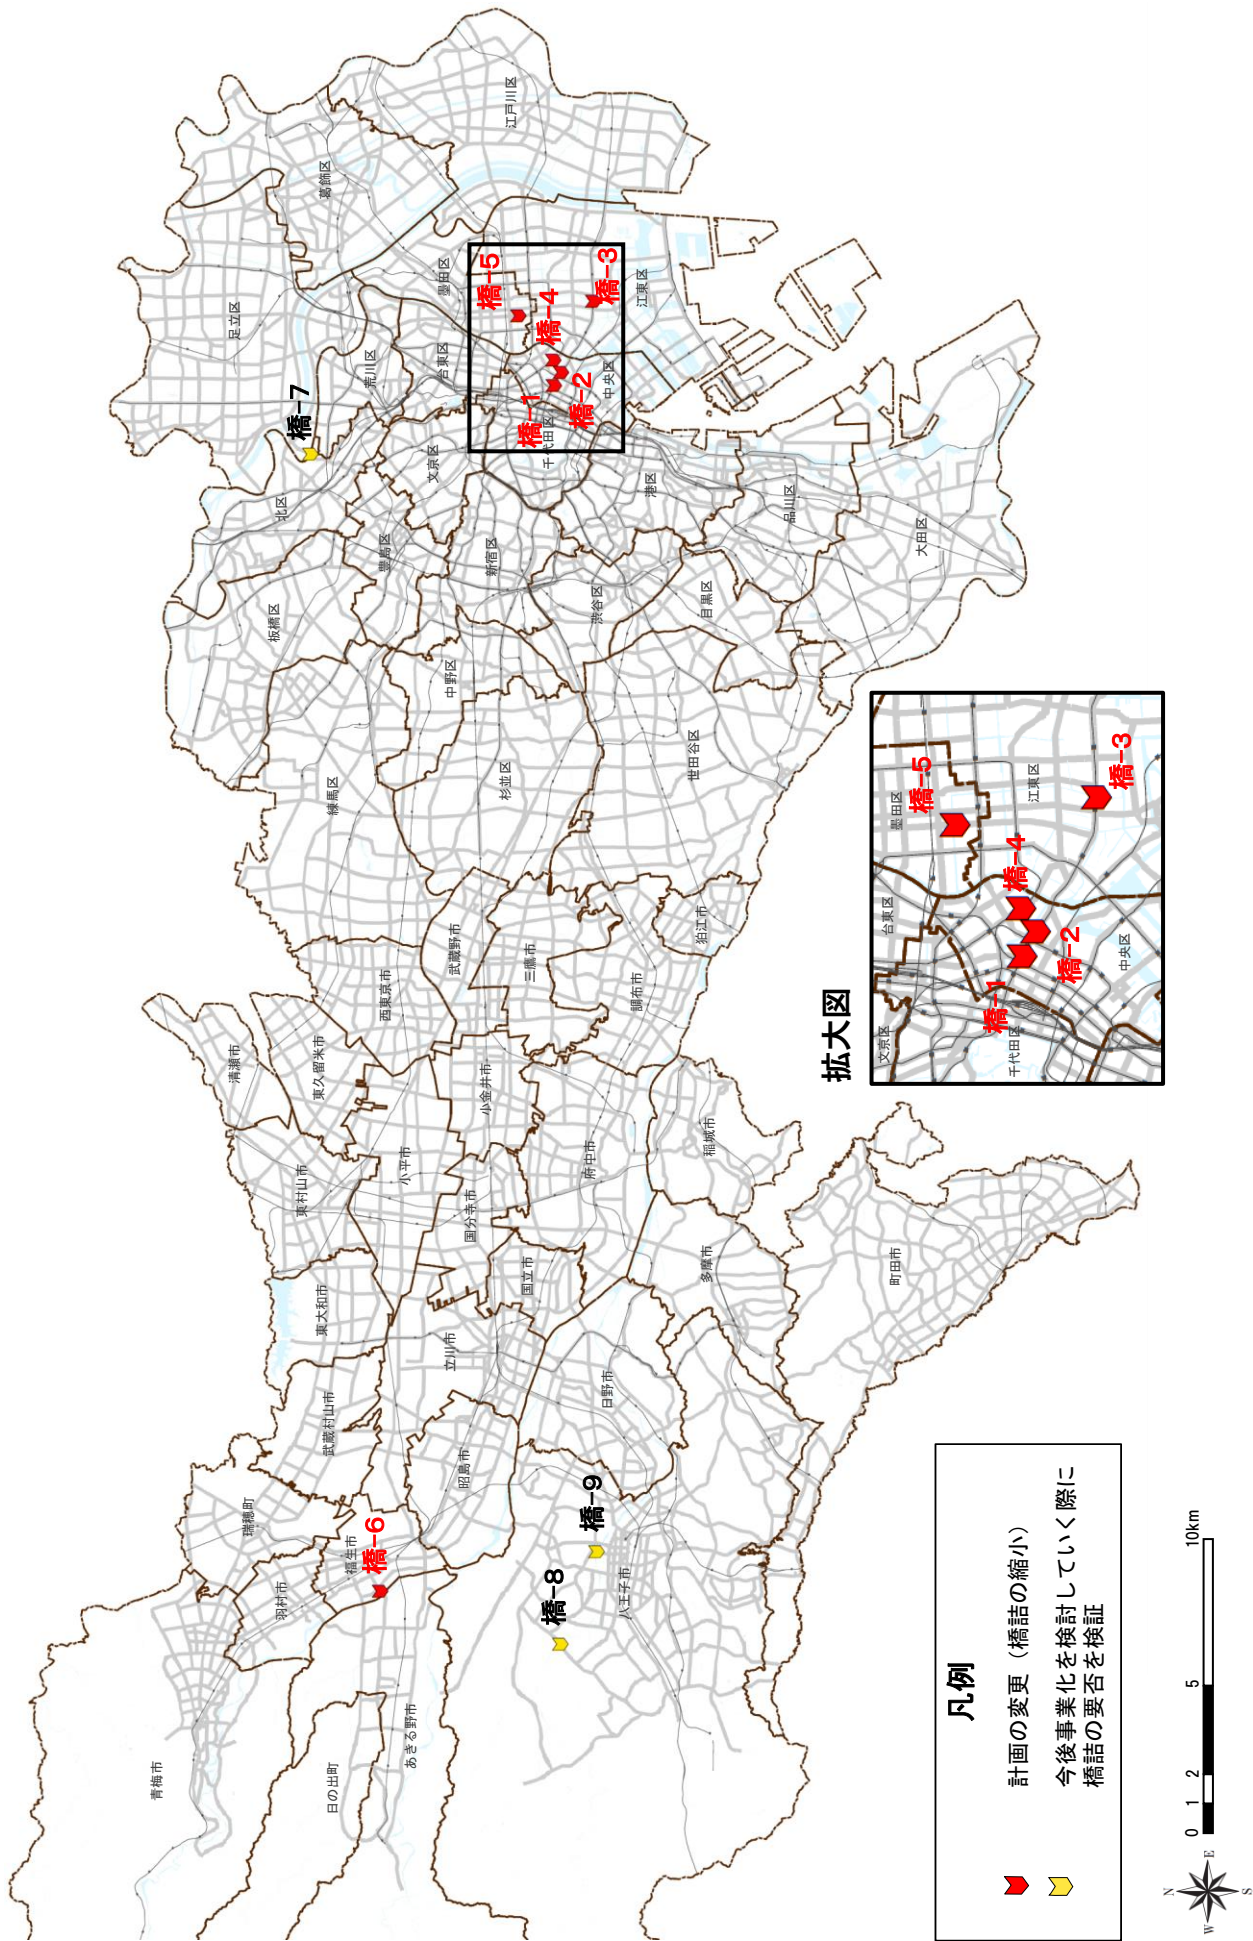 青梅市
日の出町
あきる野市
羽村市
瑞穂町
福生市
橋-6
武蔵村山市
東大和市
昭島市
立川市
橋-8
橋-9
八王子市
日野市
東村山市
小平市
国分寺市
国立市
府中市
多摩市
稲城市
町田市
清瀬市
東久留米市
西東京市
小金井市
武蔵野市
三鷹市
調布市
狛江市
練馬区
板橋区
中野区
杉並区
世田谷区
豊島区
新宿区
渋谷区
目黒区
北区
橋-7
文京区
千代田区
港区
品川区
大田区
足立区
荒川区
台東区
墨田区
葛飾区
江戸川区
江東区
中央区
橋-1
橋-2
橋-3
橋-4
橋-5
拡大図
文京区
台東区
墨田区
千代田区
中央区
江東区
橋-1
橋-2
橋-3
橋-4
橋-5
凡例
計画の変更（橋詰の縮小）
今後事業化を検討していく際に
橋詰の要否を検証
0 1 2 5 10km
N
W E
S